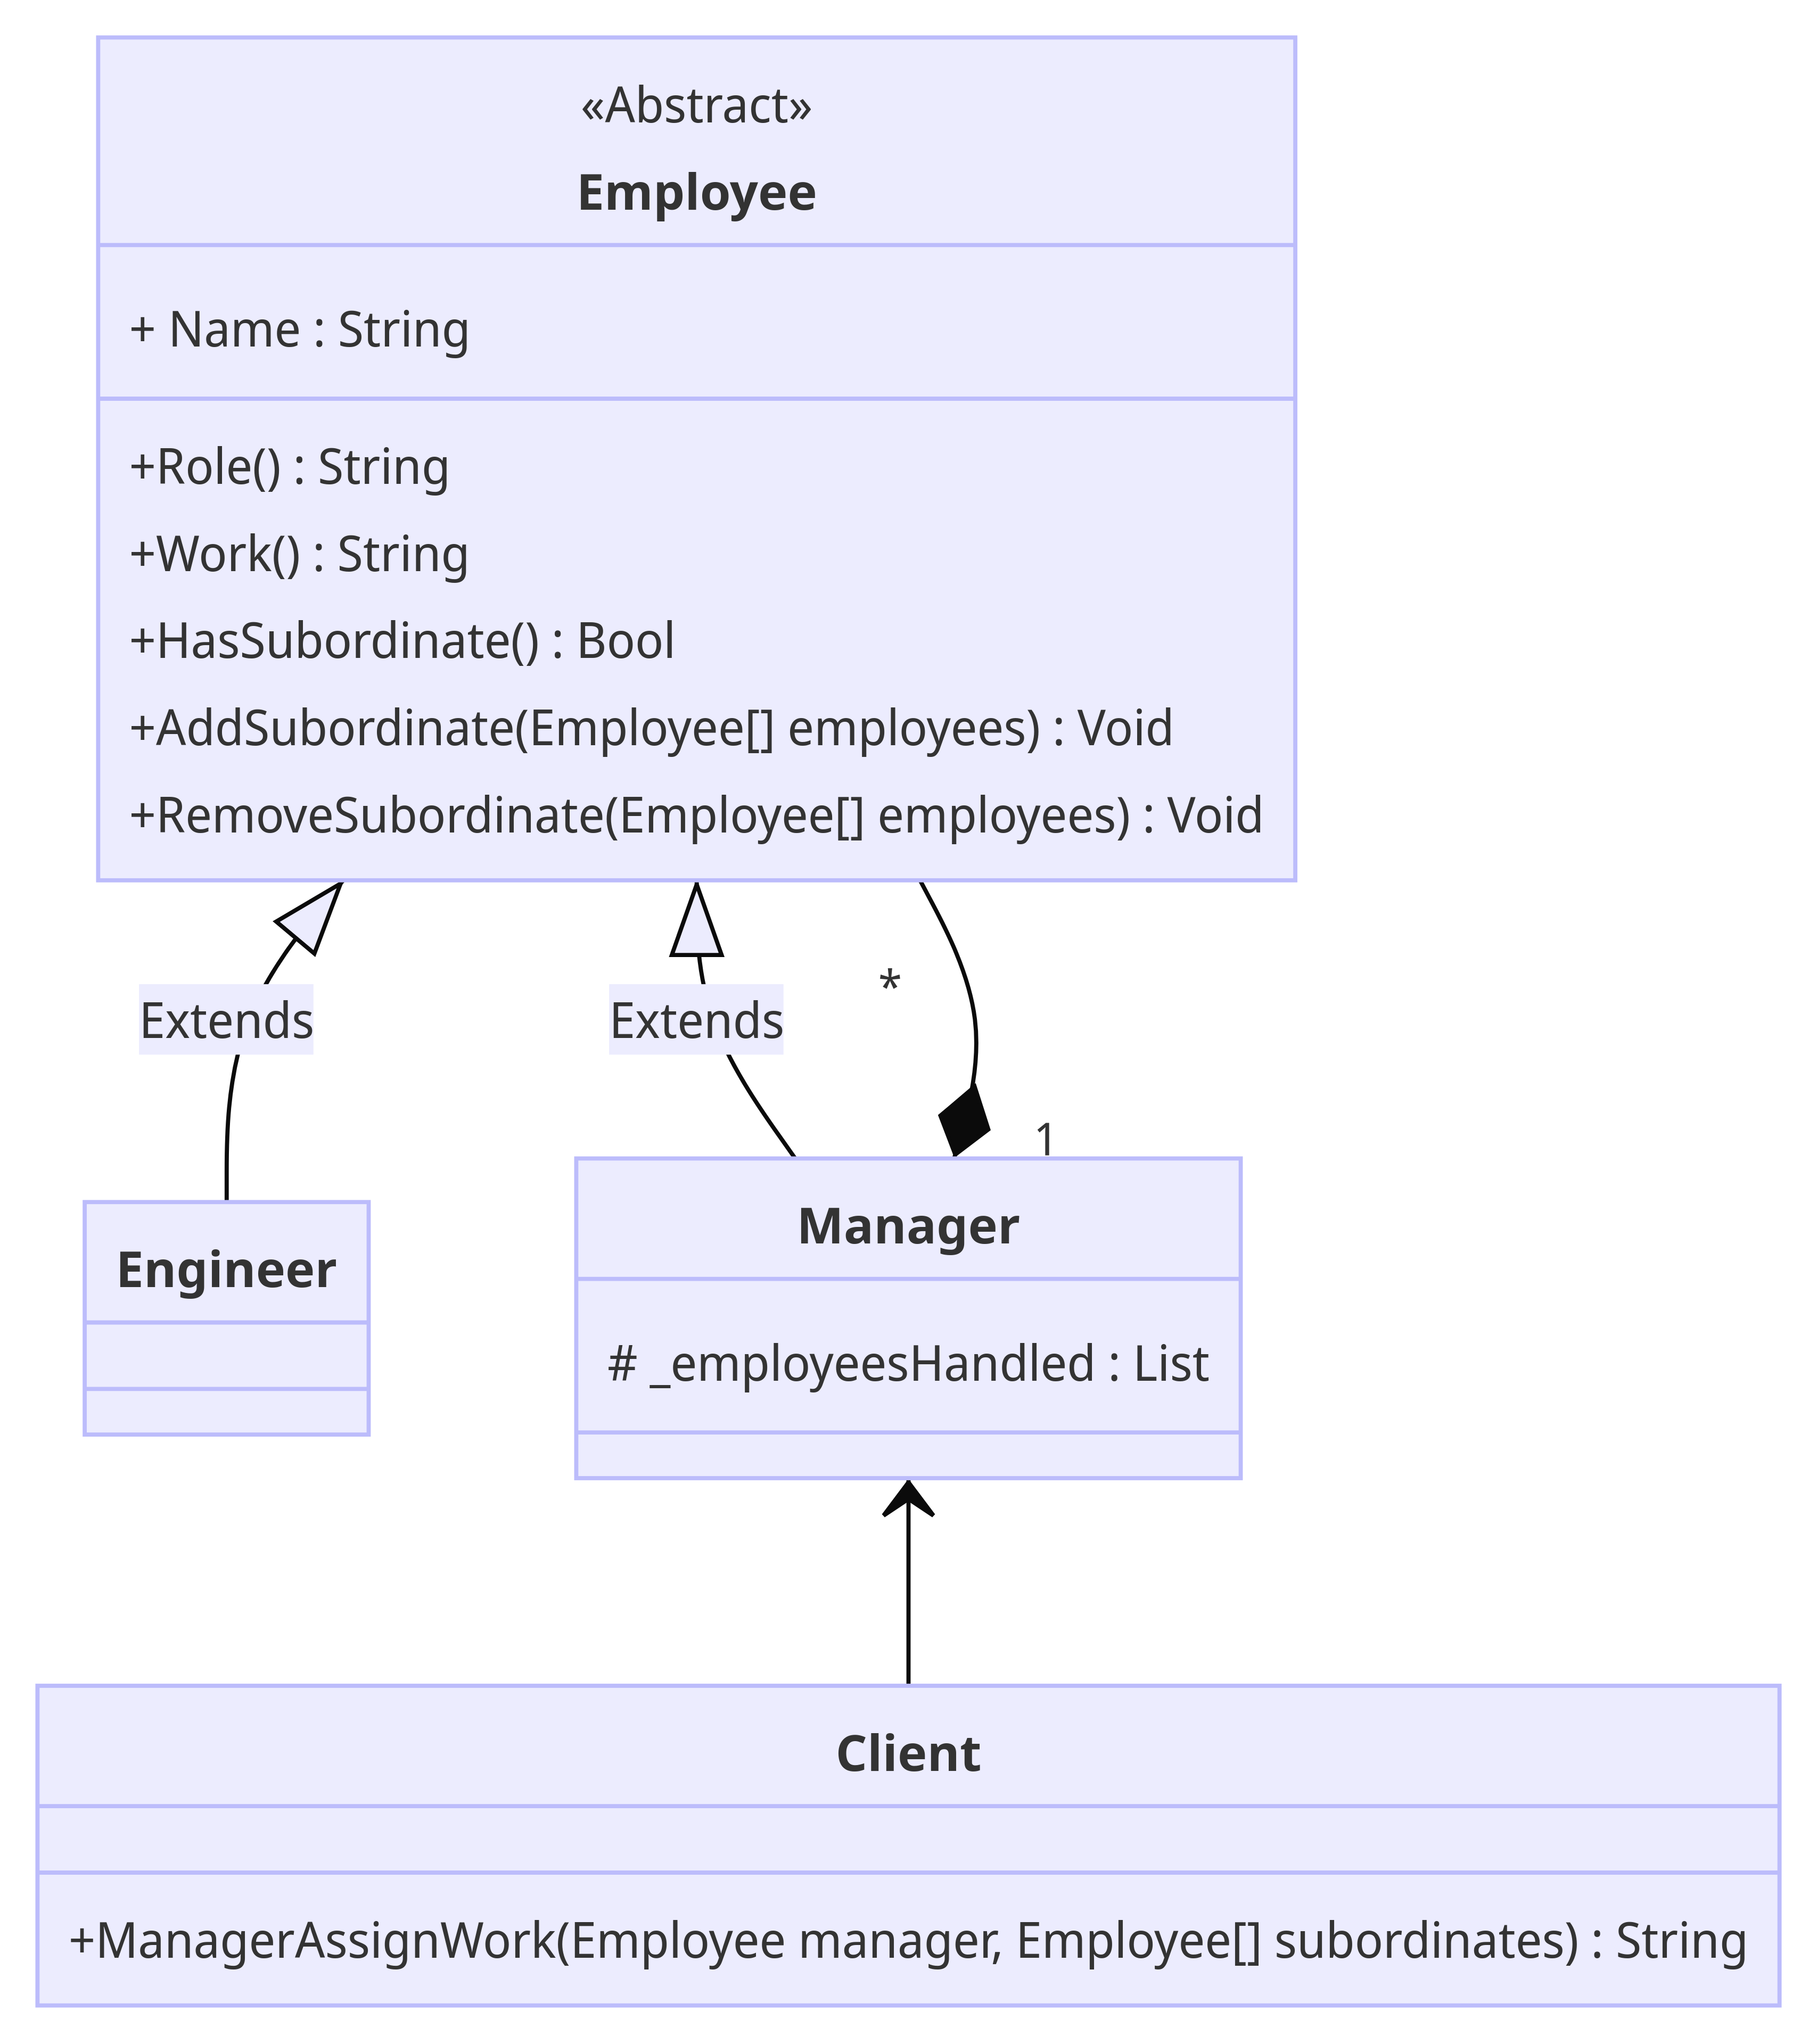 «Abstract»
Employee
+ Name : String
+Role() : String
+Work() : String
+HasSubordinate() : Bool
+AddSubordinate(Employee[] employees) : Void
+RemoveSubordinate(Employee[] employees) : Void
*
Extends
Extends
1
Engineer
Manager
# _employeesHandled : List
Client
+ManagerAssignWork(Employee manager, Employee[] subordinates) : String